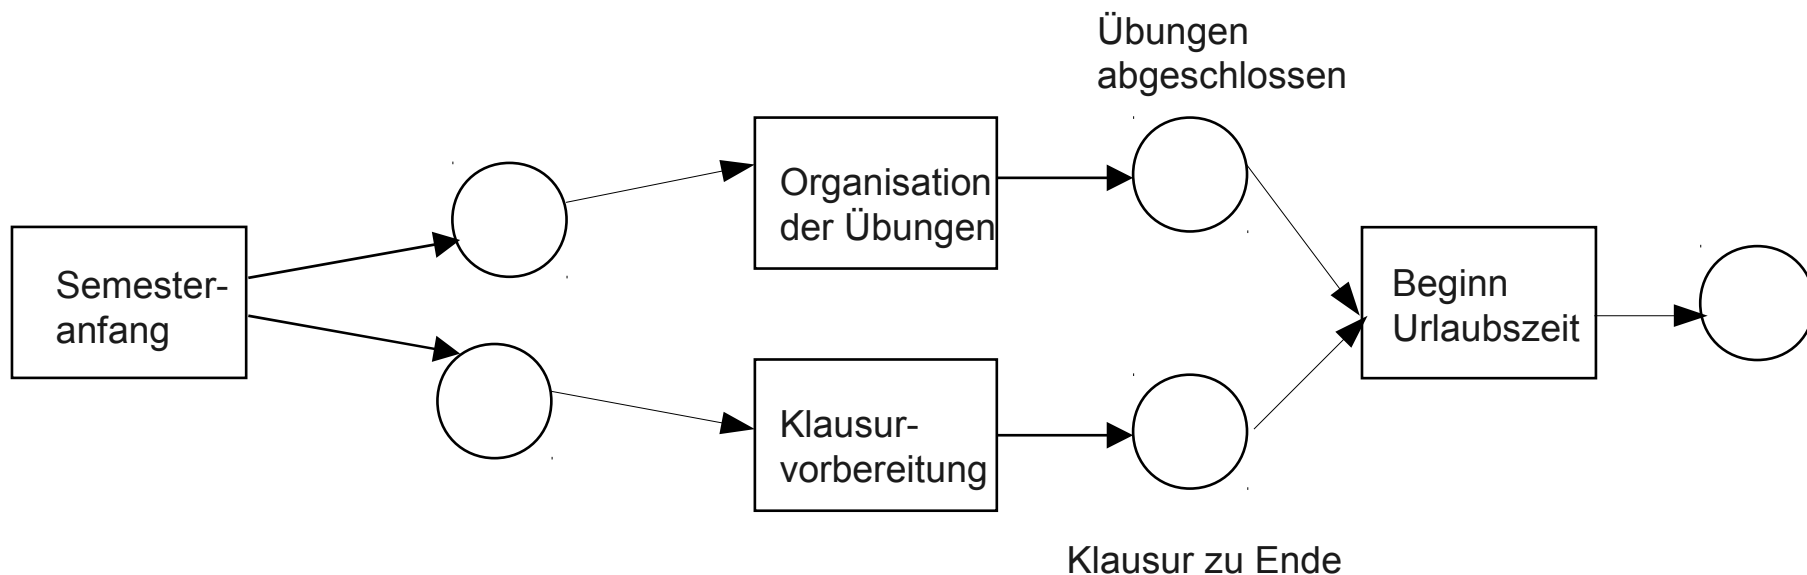 Übungen
abgeschlossen
Organisation
der Übungen
Semester-
anfang
Beginn
Urlaubszeit
Klausur-
vorbereitung
Klausur zu Ende